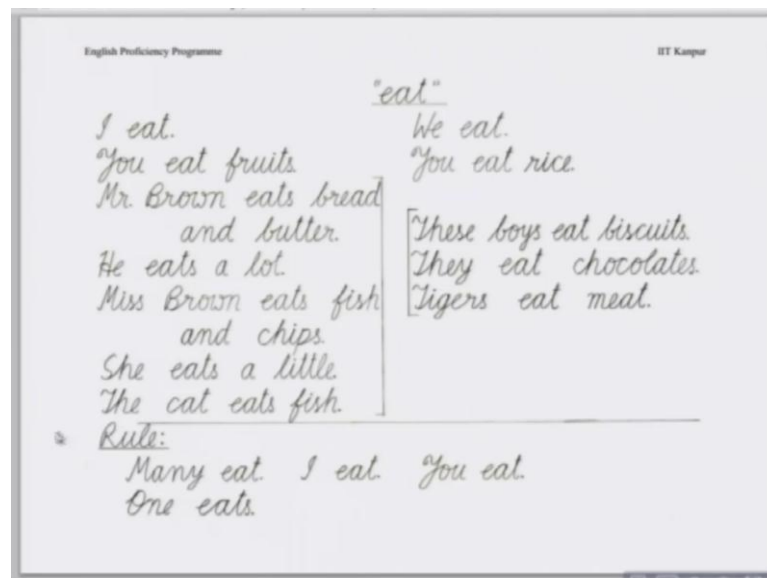 English Proficiency Programme
IIT Kanpur
"eat"
I eat.
You eat fruits.
Mr. Brown eats bread
and butter.
He eats a lot.
Miss Brown eats fish
and chips.
She eats a little
The cat eats fish.
We eat.
You eat rice.
These boys eat biscuits.
They eat chocolates.
Tigers eat meat.
Rule:
Many eat. I eat. You eat.
One eats.